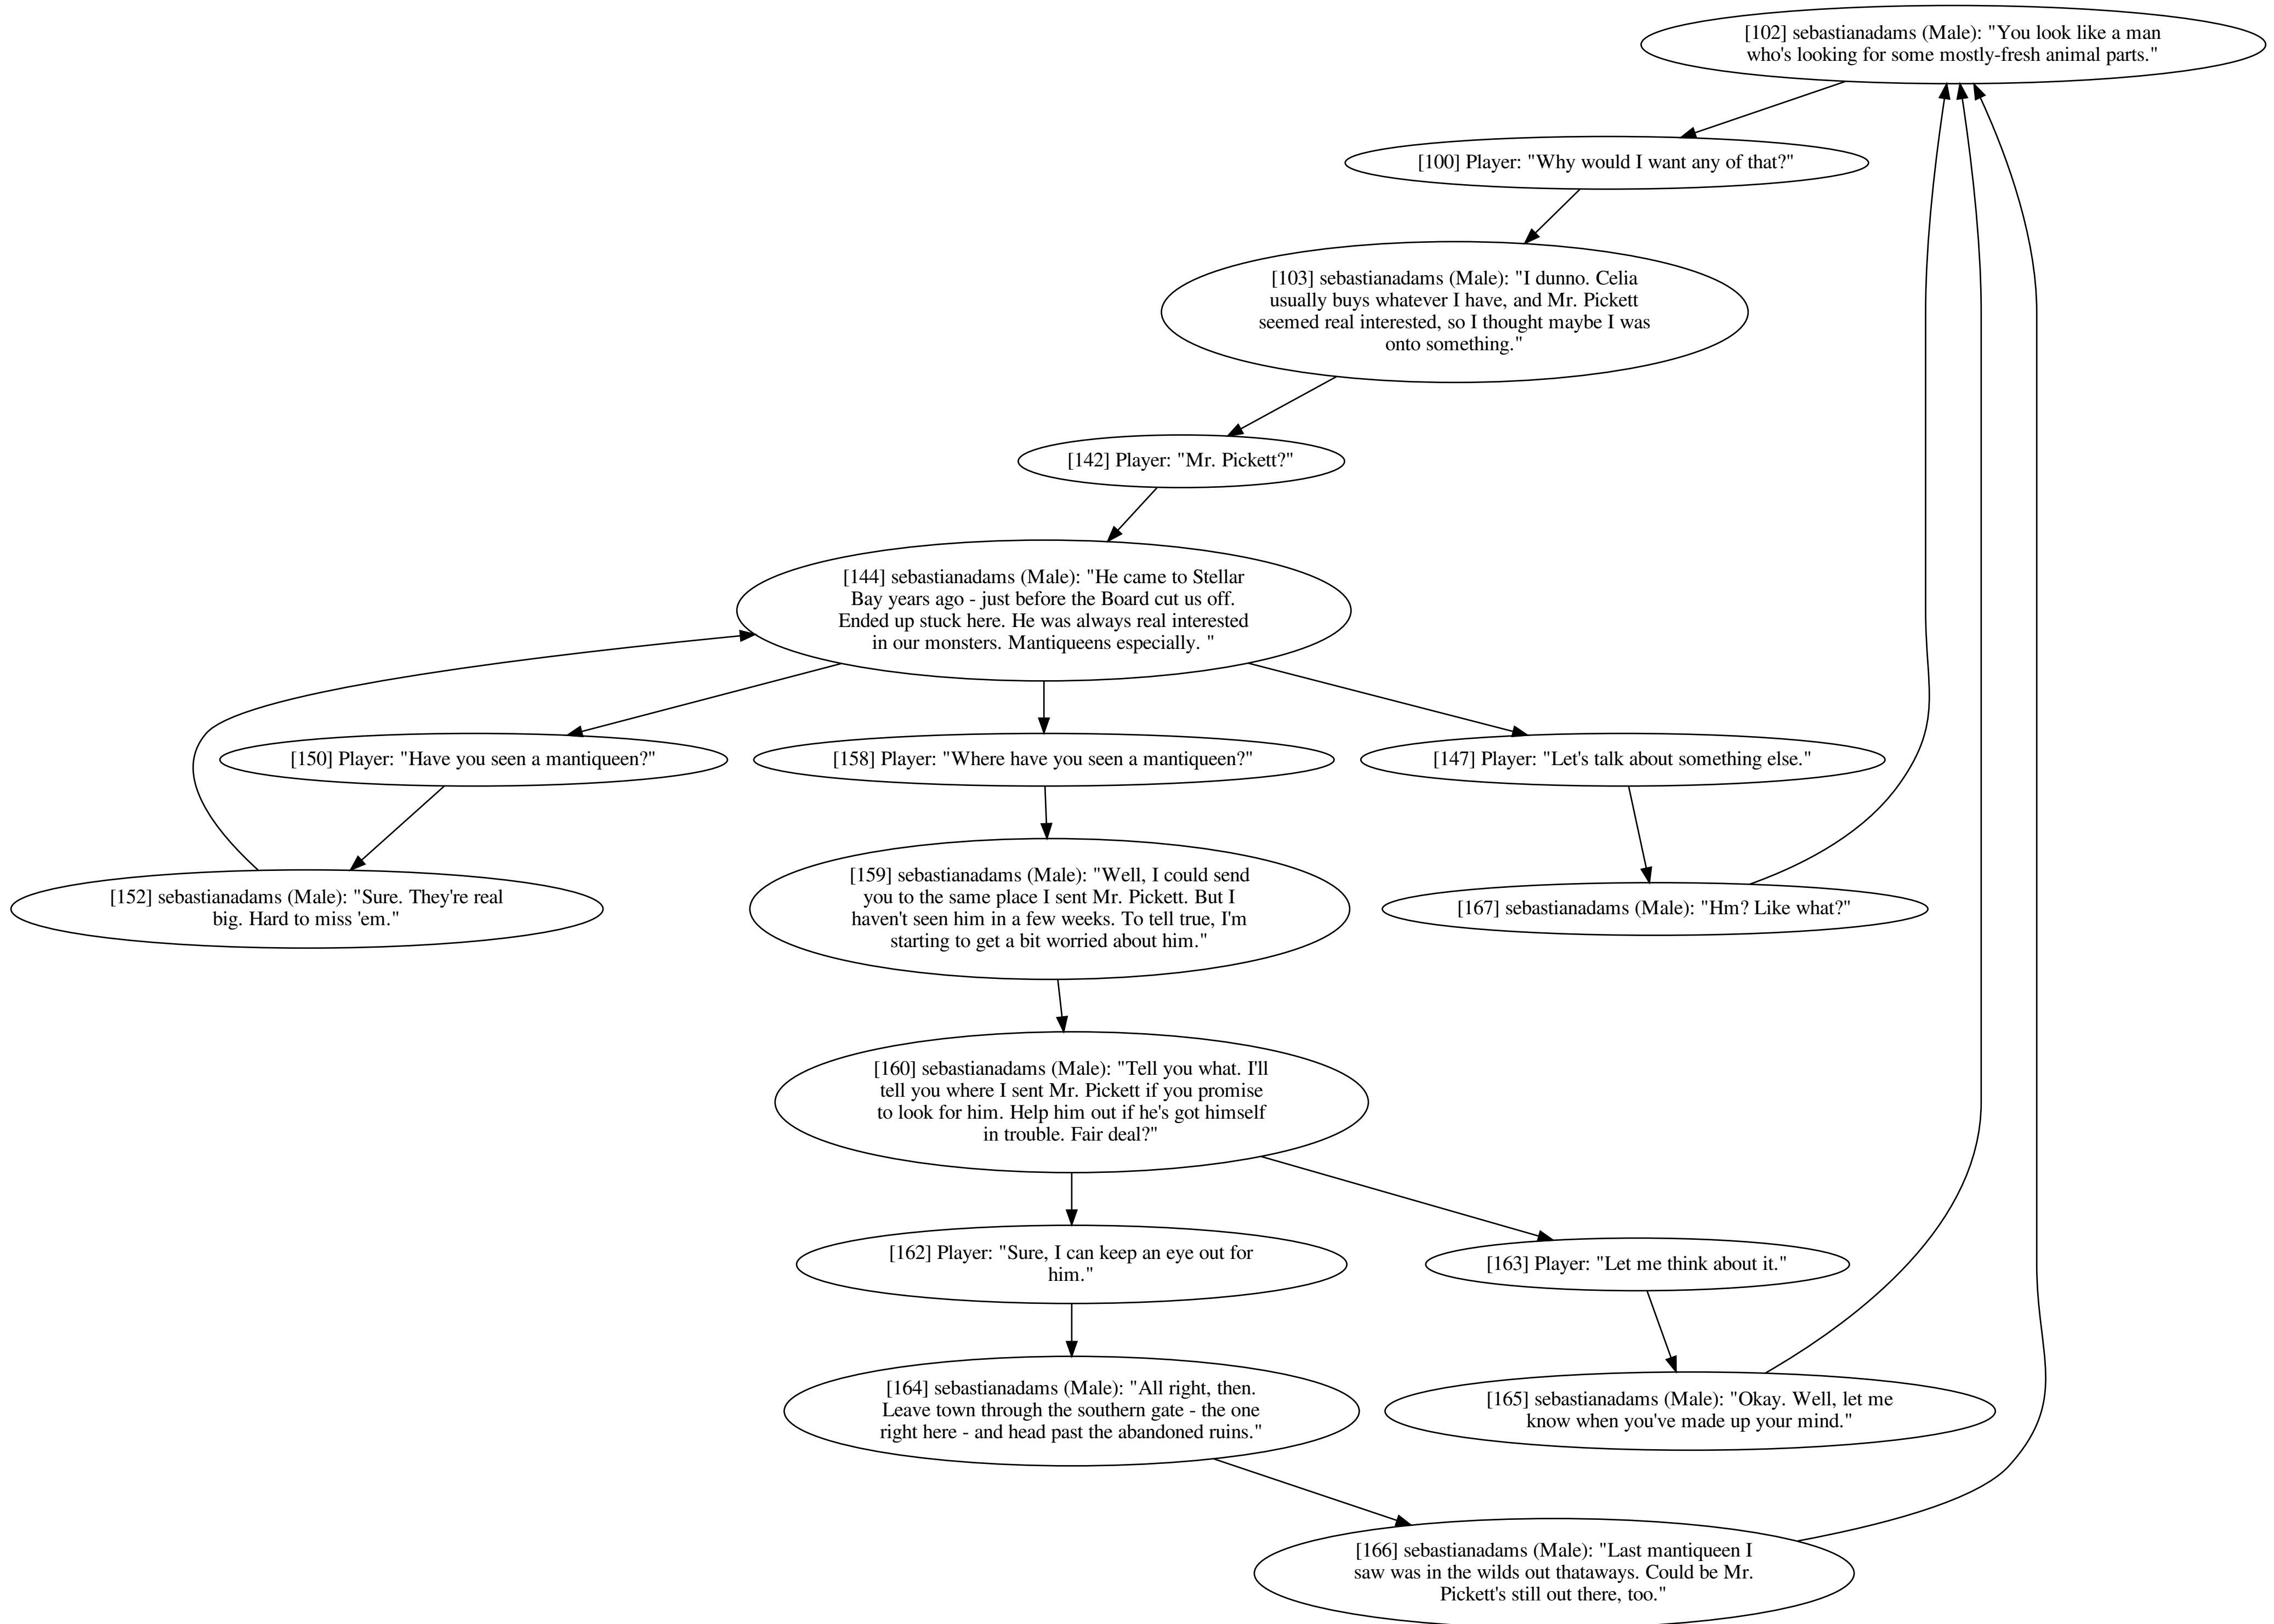 [102] sebastianadams (Male): "You look like a man
who's looking for some mostly-fresh animal parts."
[100] Player: "Why would I want any of that?"
[103] sebastianadams (Male): "I dunno. Celia
usually buys whatever I have, and Mr. Pickett
seemed real interested, so I thought maybe I was
onto something."
[142] Player: "Mr. Pickett?"
[144] sebastianadams (Male): "He came to Stellar
Bay years ago - just before the Board cut us off.
Ended up stuck here. He was always real interested
in our monsters. Mantiqueens especially. "
[150] Player: "Have you seen a mantiqueen?"
[158] Player: "Where have you seen a mantiqueen?"
[147] Player: "Let's talk about something else."
[152] sebastianadams (Male): "Sure. They're real
big. Hard to miss 'em."
[159] sebastianadams (Male): "Well, I could send
you to the same place I sent Mr. Pickett. But I
haven't seen him in a few weeks. To tell true, I'm
starting to get a bit worried about him."
[167] sebastianadams (Male): "Hm? Like what?"
[160] sebastianadams (Male): "Tell you what. I'll
tell you where I sent Mr. Pickett if you promise
to look for him. Help him out if he's got himself
in trouble. Fair deal?"
[162] Player: "Sure, I can keep an eye out for
him."
[163] Player: "Let me think about it."
[164] sebastianadams (Male): "All right, then.
Leave town through the southern gate - the one
right here - and head past the abandoned ruins."
[165] sebastianadams (Male): "Okay. Well, let me
know when you've made up your mind."
[166] sebastianadams (Male): "Last mantiqueen I
saw was in the wilds out thataways. Could be Mr.
Pickett's still out there, too."